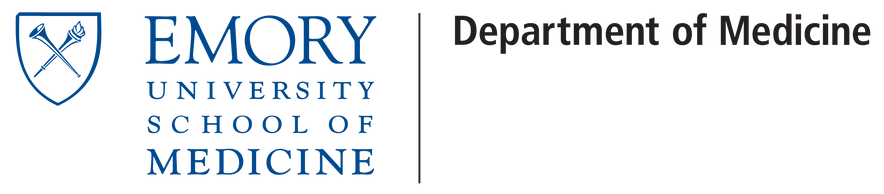 EMORY
UNIVERSITY
SCHOOL OF
MEDICINE
Department of Medicine